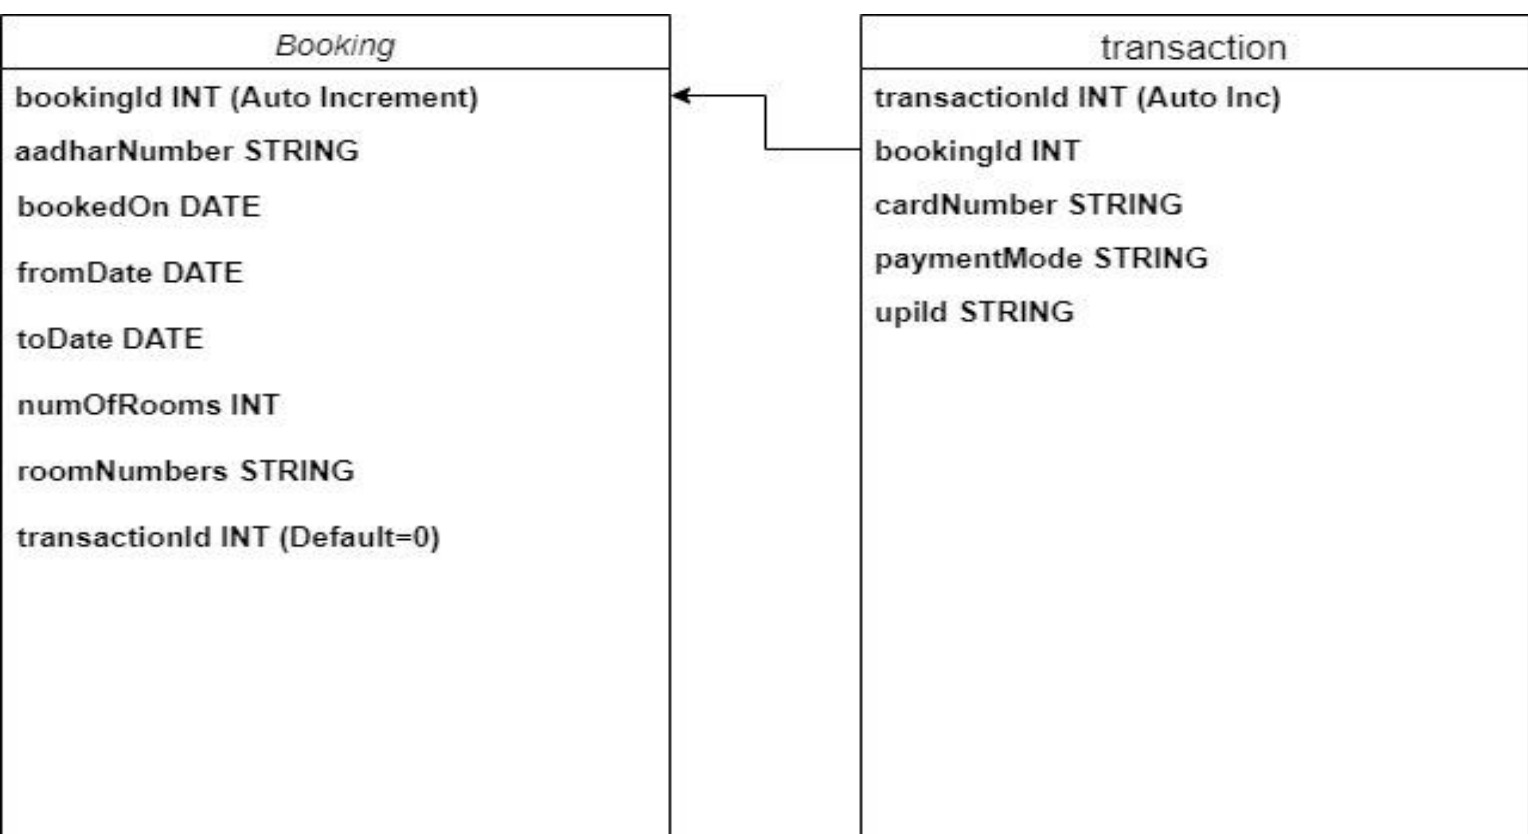 Booking
bookingId INT (Auto Increment)
aadharNumber STRING
bookedOn DATE
fromDate DATE
toDate DATE
numOfRooms INT
roomNumbers STRING
transactionId INT (Default=0)
transaction
transactionId INT (Auto Inc)
bookingId INT
cardNumber STRING
paymentMode STRING
upiId STRING